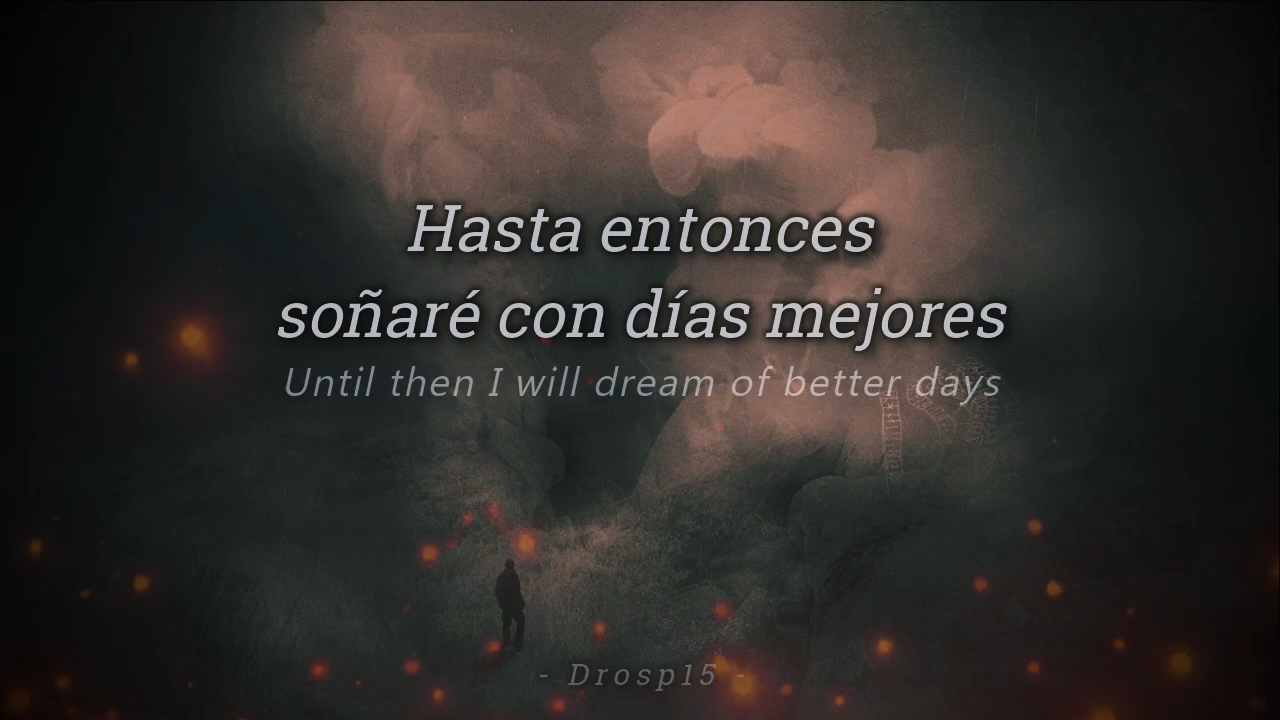 Hasta entonces
soñaré con días mejores
Until then I will dream of better days
- Drosp15 -